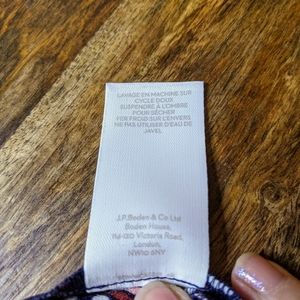 LAVAGE EN MACHINE SUR
CYCLE DOUX
SUSPENDRE À L'OMBRE
POUR SÉCHER
FER FROID SUR L'ENVERS
NE PAS UTILISER D'EAU DE
JAVEL
J.P.Boden & Co Ltd
Boden House,
114-120 Victoria Road,
London,
NW10 6NY